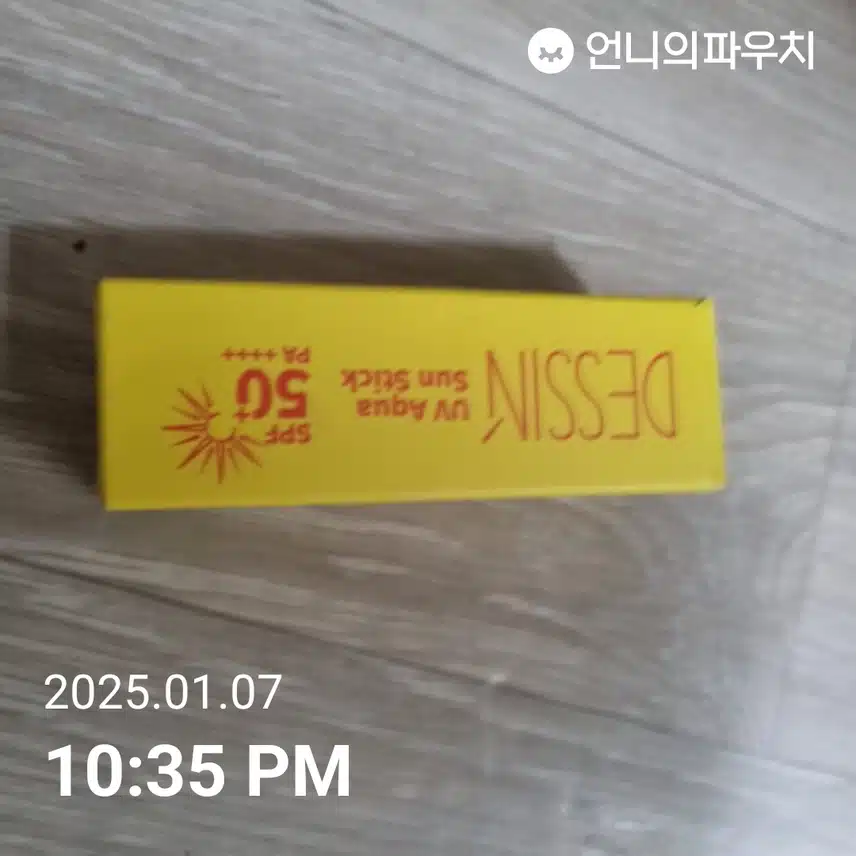 언니의파우치
DESSIN
UV Aqua
Sun Stick
SPF
50+
PA ++++
2025.01.07
10:35 PM